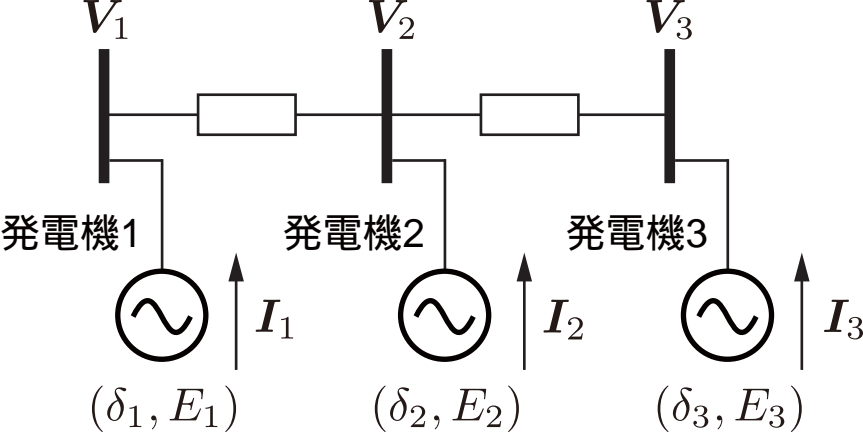 V1 V2 V3
発電機1 発電機2 発電機3
I1 I2 I3
(δ1, E1) (δ2, E2) (δ3, E3)